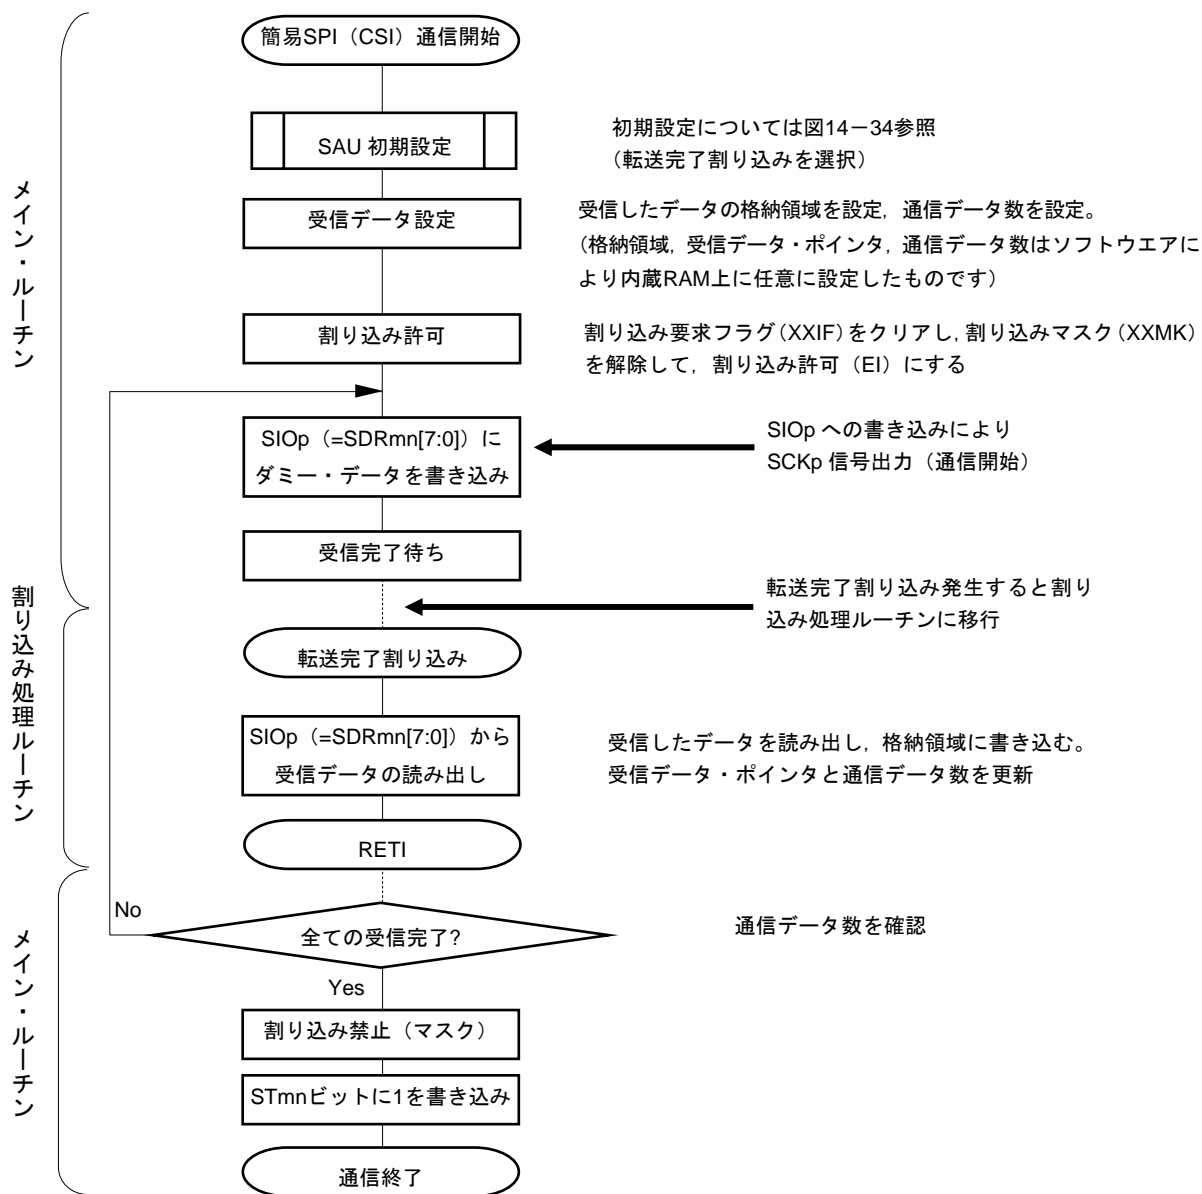 簡易SPI（CSI）通信開始
SAU 初期設定
初期設定については図14－34参照
（転送完了割り込みを選択）
メイン・ルーチン
受信データ設定
受信したデータの格納領域を設定，通信データ数を設定。
（格納領域，受信データ・ポインタ，通信データ数はソフトウエアに
より内蔵RAM上に任意に設定したものです）
割り込み許可
割り込み要求フラグ（XXIF）をクリアし，割り込みマスク（XXMK）
を解除して，割り込み許可（EI）にする
SIOp（=SDRmn[7:0]）に
ダミー・データを書き込み
SIOp への書き込みにより
SCKp 信号出力（通信開始）
受信完了待ち
転送完了割り込み発生すると割り
込み処理ルーチンに移行
割り込み処理ルーチン
転送完了割り込み
SIOp（=SDRmn[7:0]）から
受信データの読み出し
受信したデータを読み出し，格納領域に書き込む。
受信データ・ポインタと通信データ数を更新
RETI
No
全ての受信完了?
通信データ数を確認
メイン・ルーチン
Yes
割り込み禁止（マスク）
STmnビットに1を書き込み
通信終了